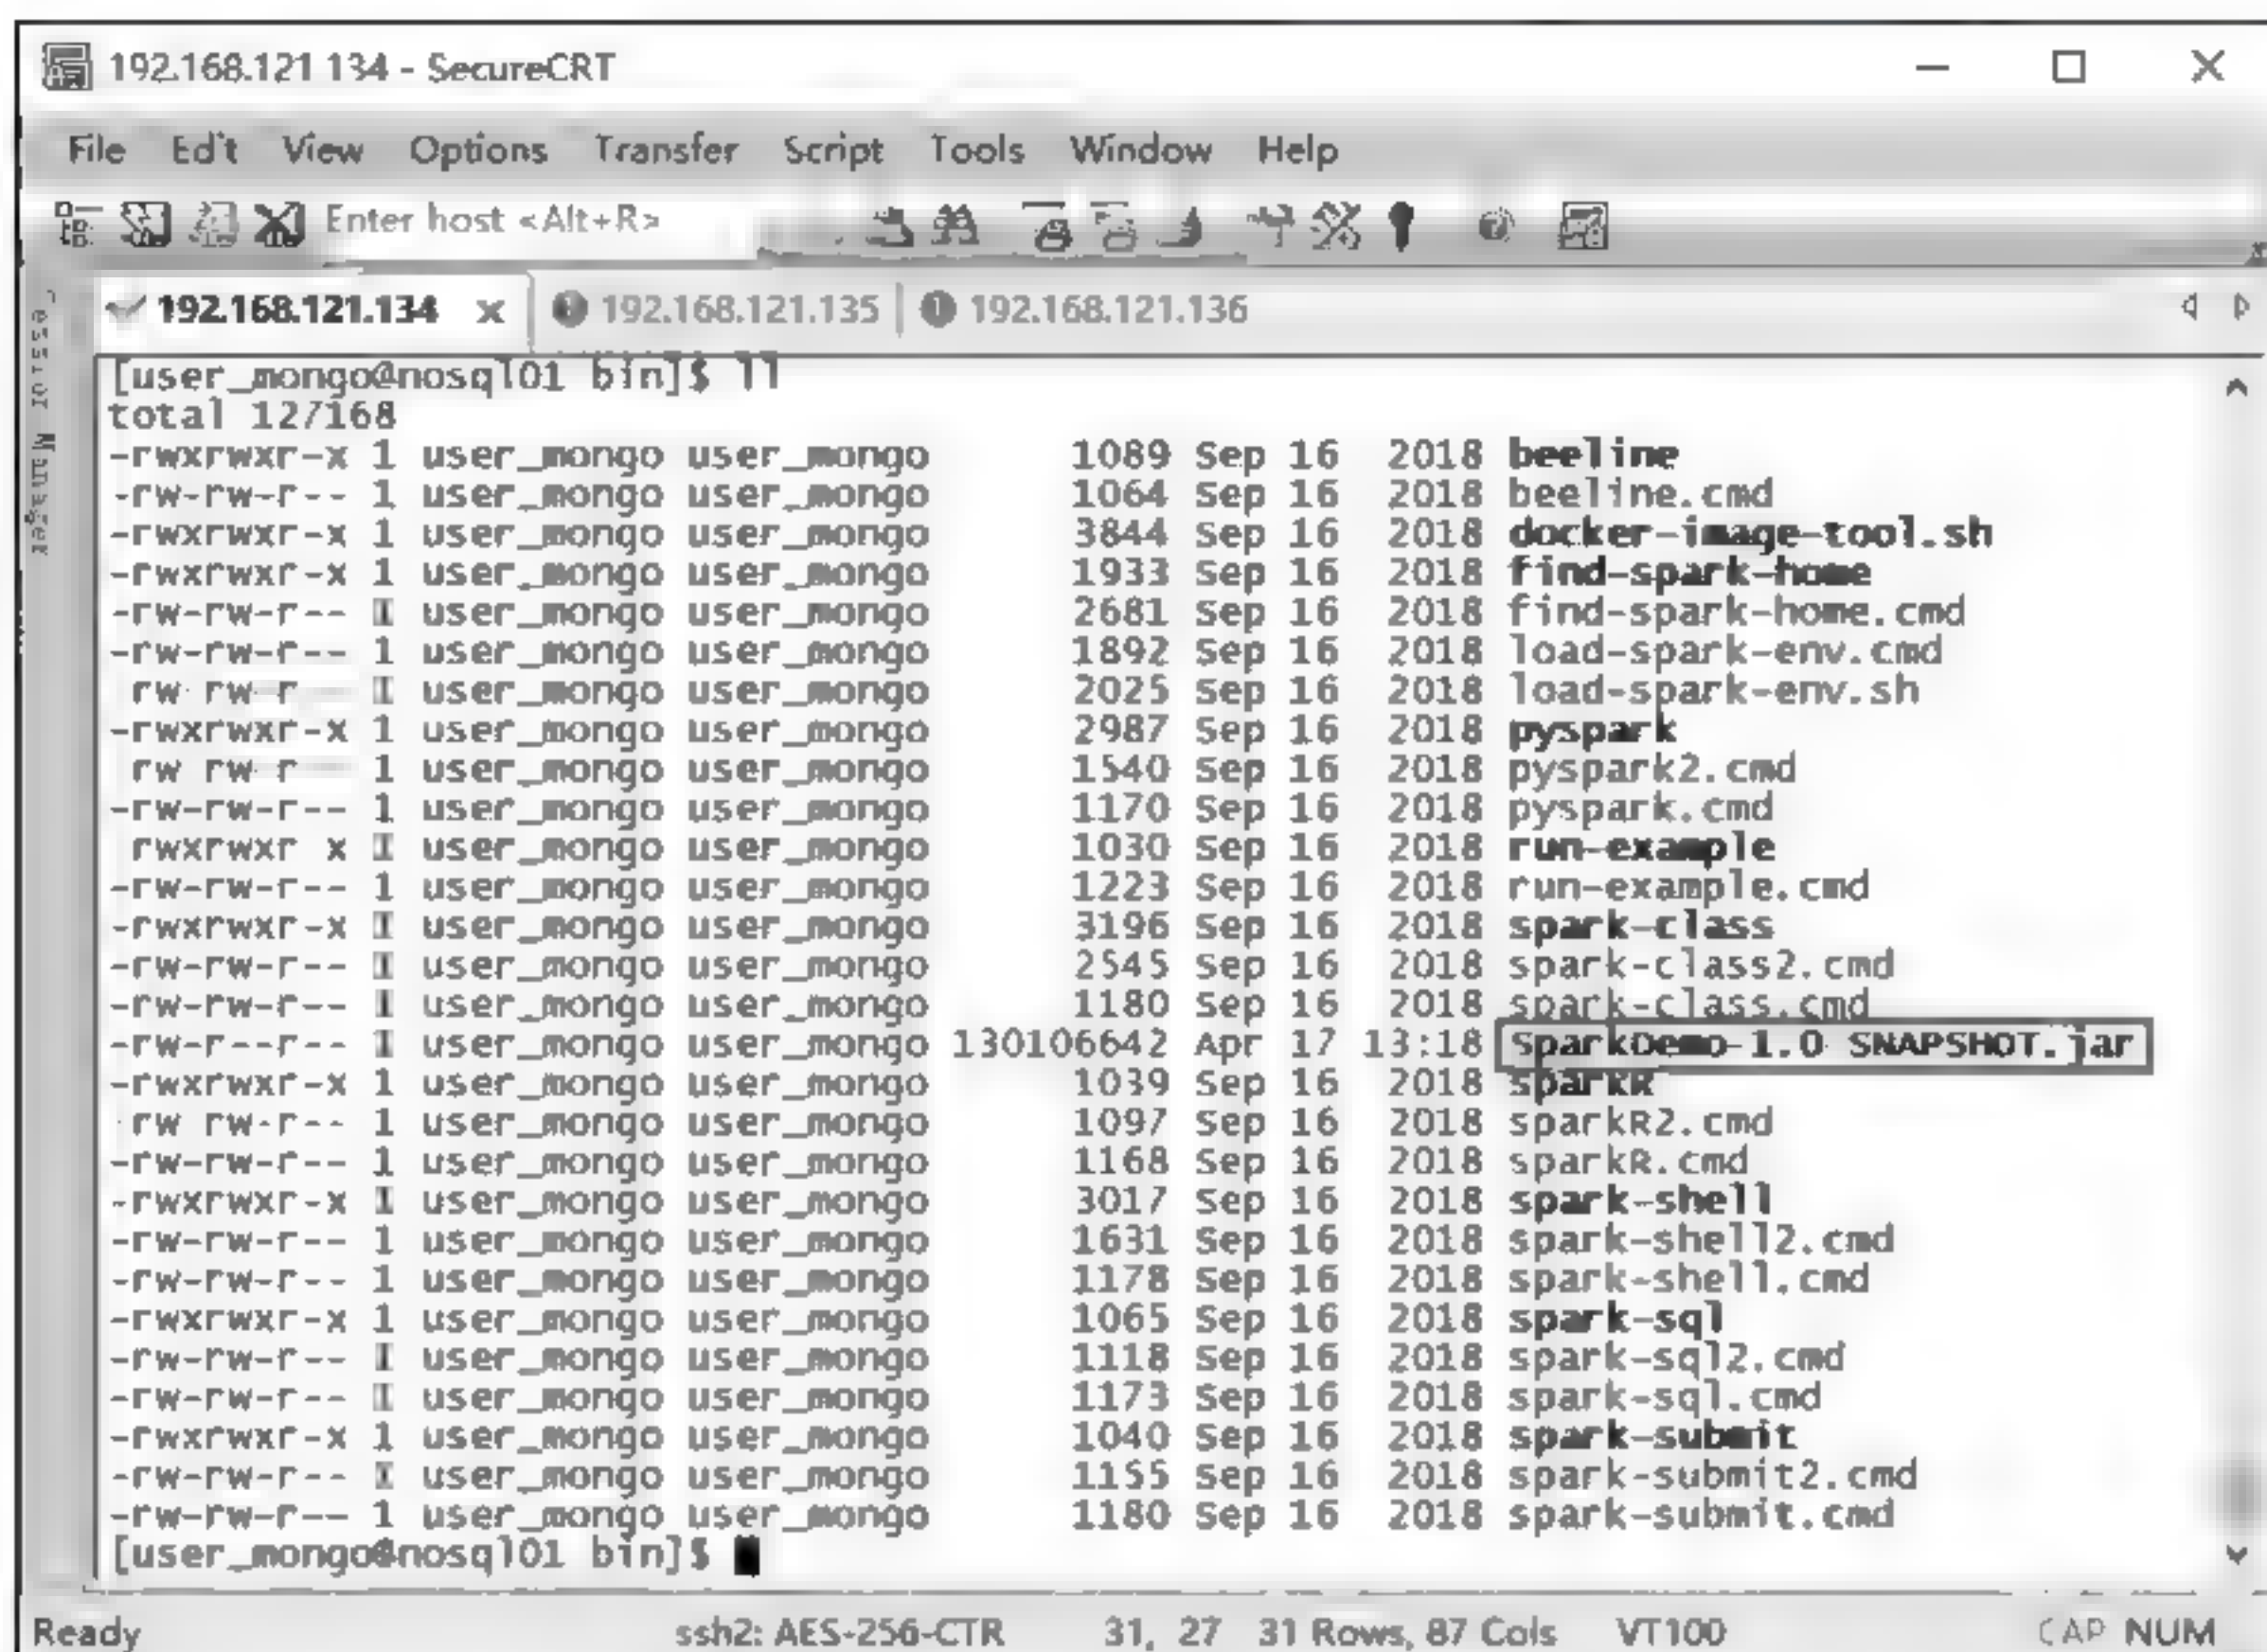 192.168.121 134 - SecureCRT
File Edit View Options Transfer Script Tools Window Help
Enter host <Alt+R>
192.168.121.134 x 192.168.121.135 192.168.121.136
Manager
[user_mongo@nosql01 bin]$ ll
total 127168
-rwxrwxr-x 1 user_mongo user_mongo 1089 Sep 16 2018 beeline
-rw-rw-r-- 1 user_mongo user_mongo 1064 Sep 16 2018 beeline.cmd
-rwxrwxr-x 1 user_mongo user_mongo 3844 Sep 16 2018 docker-image-tool.sh
-rwxrwxr-x 1 user_mongo user_mongo 1933 Sep 16 2018 find-spark-home
-rw-rw-r-- 1 user_mongo user_mongo 2681 Sep 16 2018 find-spark-home.cmd
-rw-rw-r-- 1 user_mongo user_mongo 1892 Sep 16 2018 load-spark-env.cmd
rw rw r 1 user_mongo user_mongo 2025 Sep 16 2018 load-spark-env.sh
-rwxrwxr-x 1 user_mongo user_mongo 2987 Sep 16 2018 pyspark
rw rw r 1 user_mongo user_mongo 1540 Sep 16 2018 pyspark2.cmd
-rw-rw-r-- 1 user_mongo user_mongo 1170 Sep 16 2018 pyspark.cmd
rwxrwxr x 1 user_mongo user_mongo 1030 Sep 16 2018 run-example
-rw-rw-r-- 1 user_mongo user_mongo 1223 Sep 16 2018 run-example.cmd
-rwxrwxr-x 1 user_mongo user_mongo 3196 Sep 16 2018 spark-class
-rw-rw-r-- 1 user_mongo user_mongo 2545 Sep 16 2018 spark-class2.cmd
-rw-rw-r-- 1 user_mongo user_mongo 1180 Sep 16 2018 spark-class.cmd
-rw-r--r-- 1 user_mongo user_mongo 130106642 Apr 17 13:18 SparkDemo-1.0 SNAPSHOT.jar
-rwxrwxr-x 1 user_mongo user_mongo 1039 Sep 16 2018 sparkR
rw rw-r-- 1 user_mongo user_mongo 1097 Sep 16 2018 sparkR2.cmd
-rw-rw-r-- 1 user_mongo user_mongo 1168 Sep 16 2018 sparkR.cmd
-rwxrwxr-x 1 user_mongo user_mongo 3017 Sep 16 2018 spark-shell
-rw-rw-r-- 1 user_mongo user_mongo 1631 Sep 16 2018 spark-shell2.cmd
-rw-rw-r-- 1 user_mongo user_mongo 1178 Sep 16 2018 spark-shell.cmd
-rwxrwxr-x 1 user_mongo user_mongo 1065 Sep 16 2018 spark-sql
-rw-rw-r-- 1 user_mongo user_mongo 1118 Sep 16 2018 spark-sql2.cmd
-rw-rw-r-- 1 user_mongo user_mongo 1173 Sep 16 2018 spark-sql.cmd
-rwxrwxr-x 1 user_mongo user_mongo 1040 Sep 16 2018 spark-submit
-rw-rw-r-- 1 user_mongo user_mongo 1155 Sep 16 2018 spark-submit2.cmd
-rw-rw-r-- 1 user_mongo user_mongo 1180 Sep 16 2018 spark-submit.cmd
[user_mongo@nosql01 bin]$
Ready ssh2: AES-256-CTR 31, 27 31 Rows, 87 Cols VT100 CAP NUM